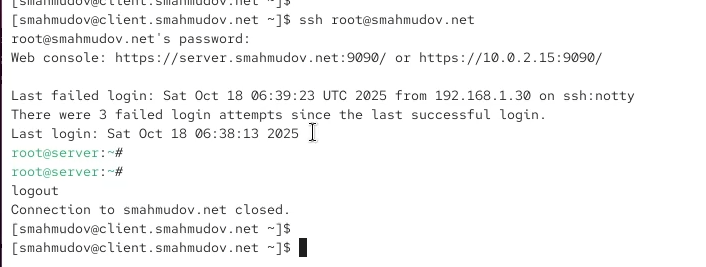 [smahmudov@client.smahmudov.net ~]$
[smahmudov@client.smahmudov.net ~]$ ssh root@smahmudov.net
root@smahmudov.net's password:
Web console: https://server.smahmudov.net:9090/ or https://10.0.2.15:9090/
Last failed login: Sat Oct 18 06:39:23 UTC 2025 from 192.168.1.30 on ssh:notty
There were 3 failed login attempts since the last successful login.
Last login: Sat Oct 18 06:38:13 2025
root@server:~#
root@server:~#
logout
Connection to smahmudov.net closed.
[smahmudov@client.smahmudov.net ~]$
[smahmudov@client.smahmudov.net ~]$